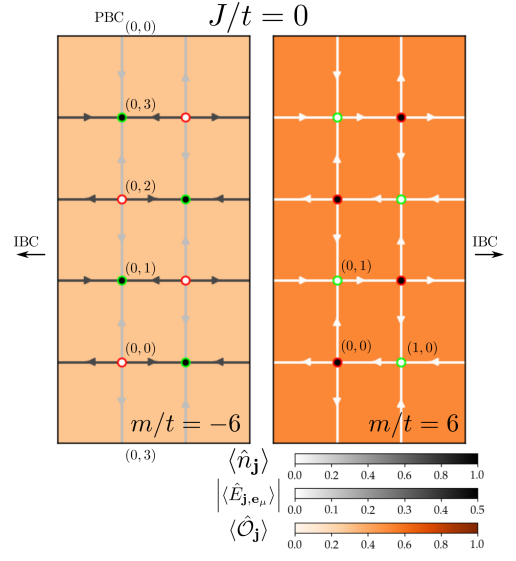 J/t = 0
PBC
(0, 0)
(0, 3)
(0, 2)
IBC
IBC
(0, 1)
(0, 1)
(0, 0)
(0, 0)
(1, 0)
m/t = −6
m/t = 6
(0, 3)
⟨n̂_𝐣⟩
0.0 0.2 0.4 0.6 0.8 1.0
|⟨Ê_{𝐣,𝐞_μ}⟩|
0.0 0.1 0.2 0.3 0.4 0.5
⟨𝒪̂_𝐣⟩
0.0 0.2 0.4 0.6 0.8 1.0